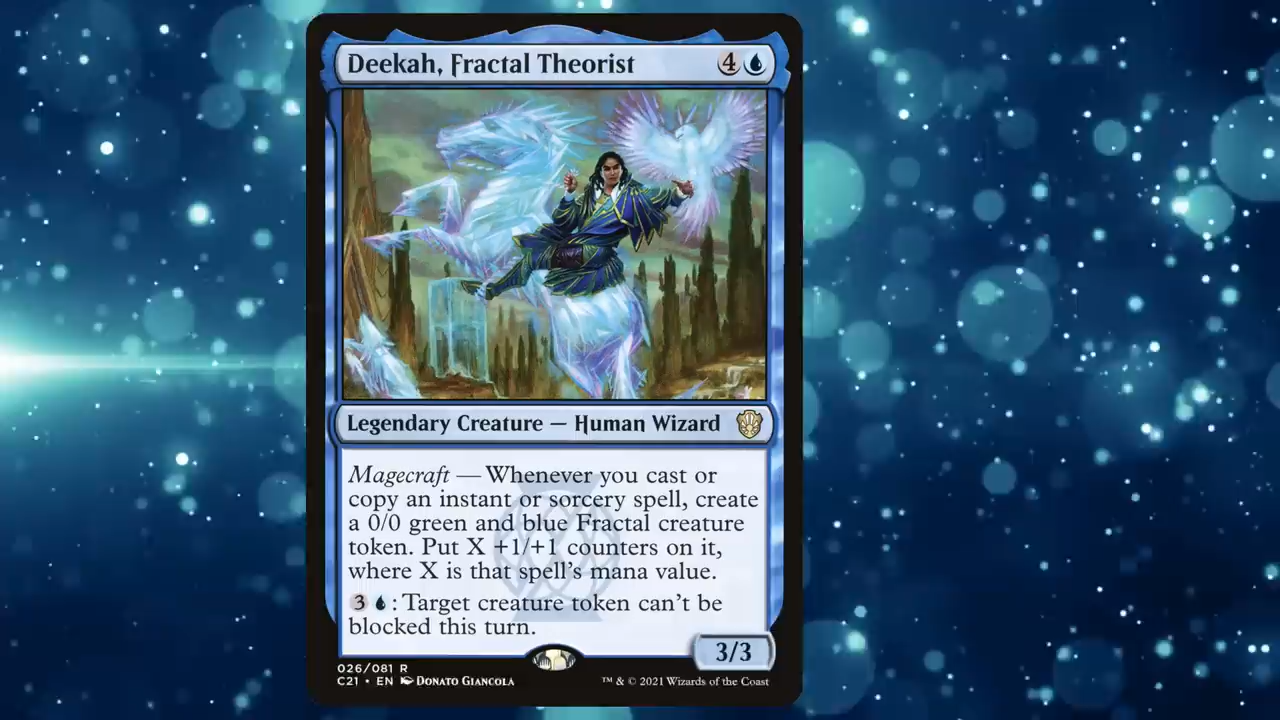 Deekah, Fractal Theorist 4
Legendary Creature — Human Wizard
Magecraft — Whenever you cast or
copy an instant or sorcery spell, create
a 0/0 green and blue Fractal creature
token. Put X +1/+1 counters on it,
where X is that spell's mana value.
3 : Target creature token can't be
blocked this turn.
3/3
026/081 R
C21 • EN Donato Giancola
™ & © 2021 Wizards of the Coast